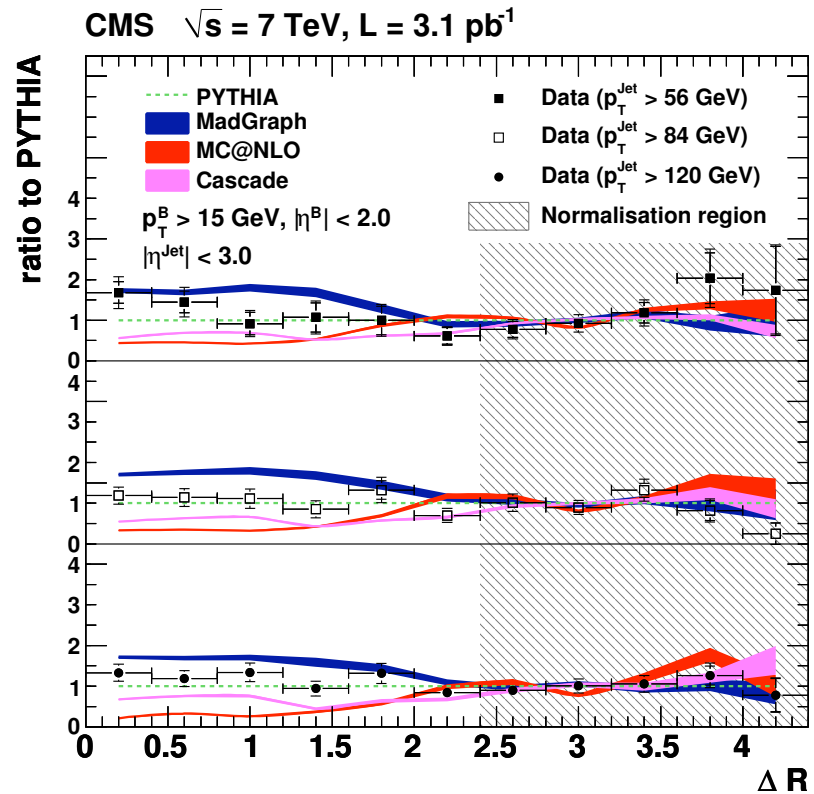 CMS √s = 7 TeV, L = 3.1 pb⁻¹
ratio to PYTHIA
PYTHIA
MadGraph
MC@NLO
Cascade
p_T^B > 15 GeV, |η^B| < 2.0
|η^Jet| < 3.0
Data (p_T^Jet > 56 GeV)
Data (p_T^Jet > 84 GeV)
Data (p_T^Jet > 120 GeV)
Normalisation region
4
3
2
1
0
4
3
2
1
0
4
3
2
1
0
0 0.5 1 1.5 2 2.5 3 3.5 4
Δ R